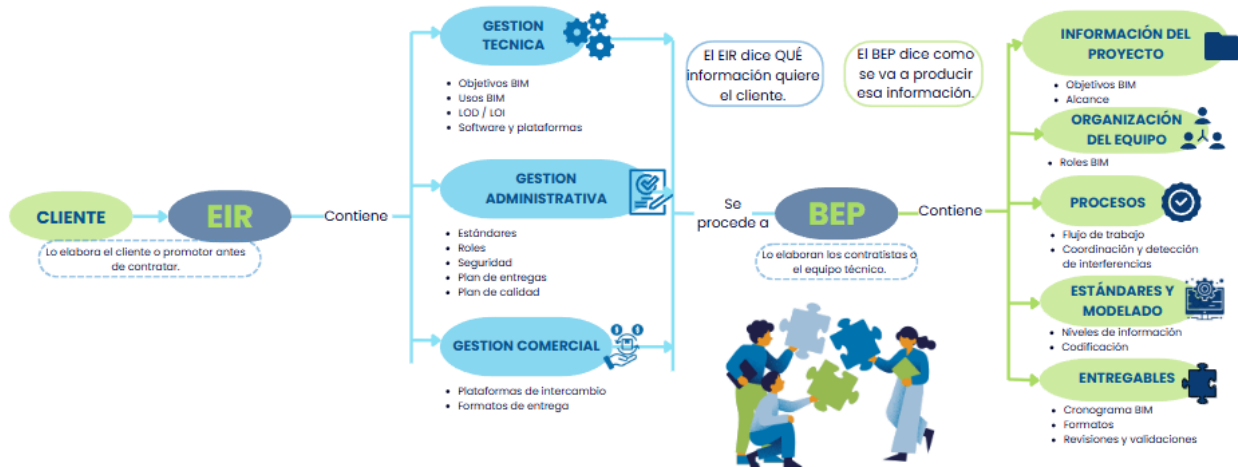 CLIENTE
EIR
Lo elabora el cliente o promotor antes
de contratar.
Contiene
GESTION
TECNICA
• Objetivos BIM
• Usos BIM
• LOD / LOI
• Software y plataformas
GESTION
ADMINISTRATIVA
• Estándares
• Roles
• Seguridad
• Plan de entregas
• Plan de calidad
GESTION COMERCIAL
• Plataformas de intercambio
• Formatos de entrega
El EIR dice QUÉ
información quiere
el cliente.
El BEP dice como
se va a producir
esa información.
Se
procede a
BEP
Lo elaboran los contratistas o
el equipo técnico.
Contiene
INFORMACIÓN DEL
PROYECTO
• Objetivos BIM
• Alcance
ORGANIZACIÓN
DEL EQUIPO
• Roles BIM
PROCESOS
• Flujo de trabajo
• Coordinación y detección
de interferencias
ESTÁNDARES Y
MODELADO
• Niveles de información
• Codificación
ENTREGABLES
• Cronograma BIM
• Formatos
• Revisiones y validaciones